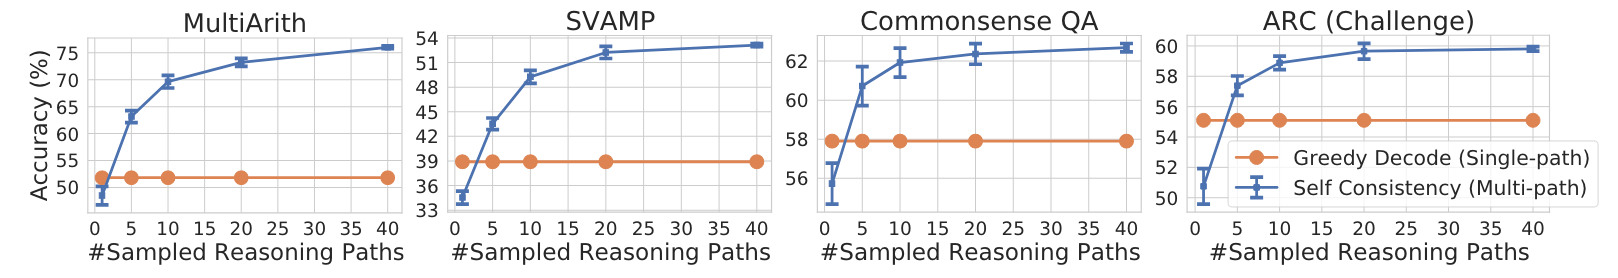 MultiArith
SVAMP
Commonsense QA
ARC (Challenge)
Accuracy (%)
75
70
65
60
55
50
0 5 10 15 20 25 30 35 40
#Sampled Reasoning Paths
54
51
48
45
42
39
36
33
0 5 10 15 20 25 30 35 40
#Sampled Reasoning Paths
62
60
58
56
0 5 10 15 20 25 30 35 40
#Sampled Reasoning Paths
60
58
56
54
52
50
0 5 10 15 20 25 30 35 40
#Sampled Reasoning Paths
Greedy Decode (Single-path)
Self Consistency (Multi-path)